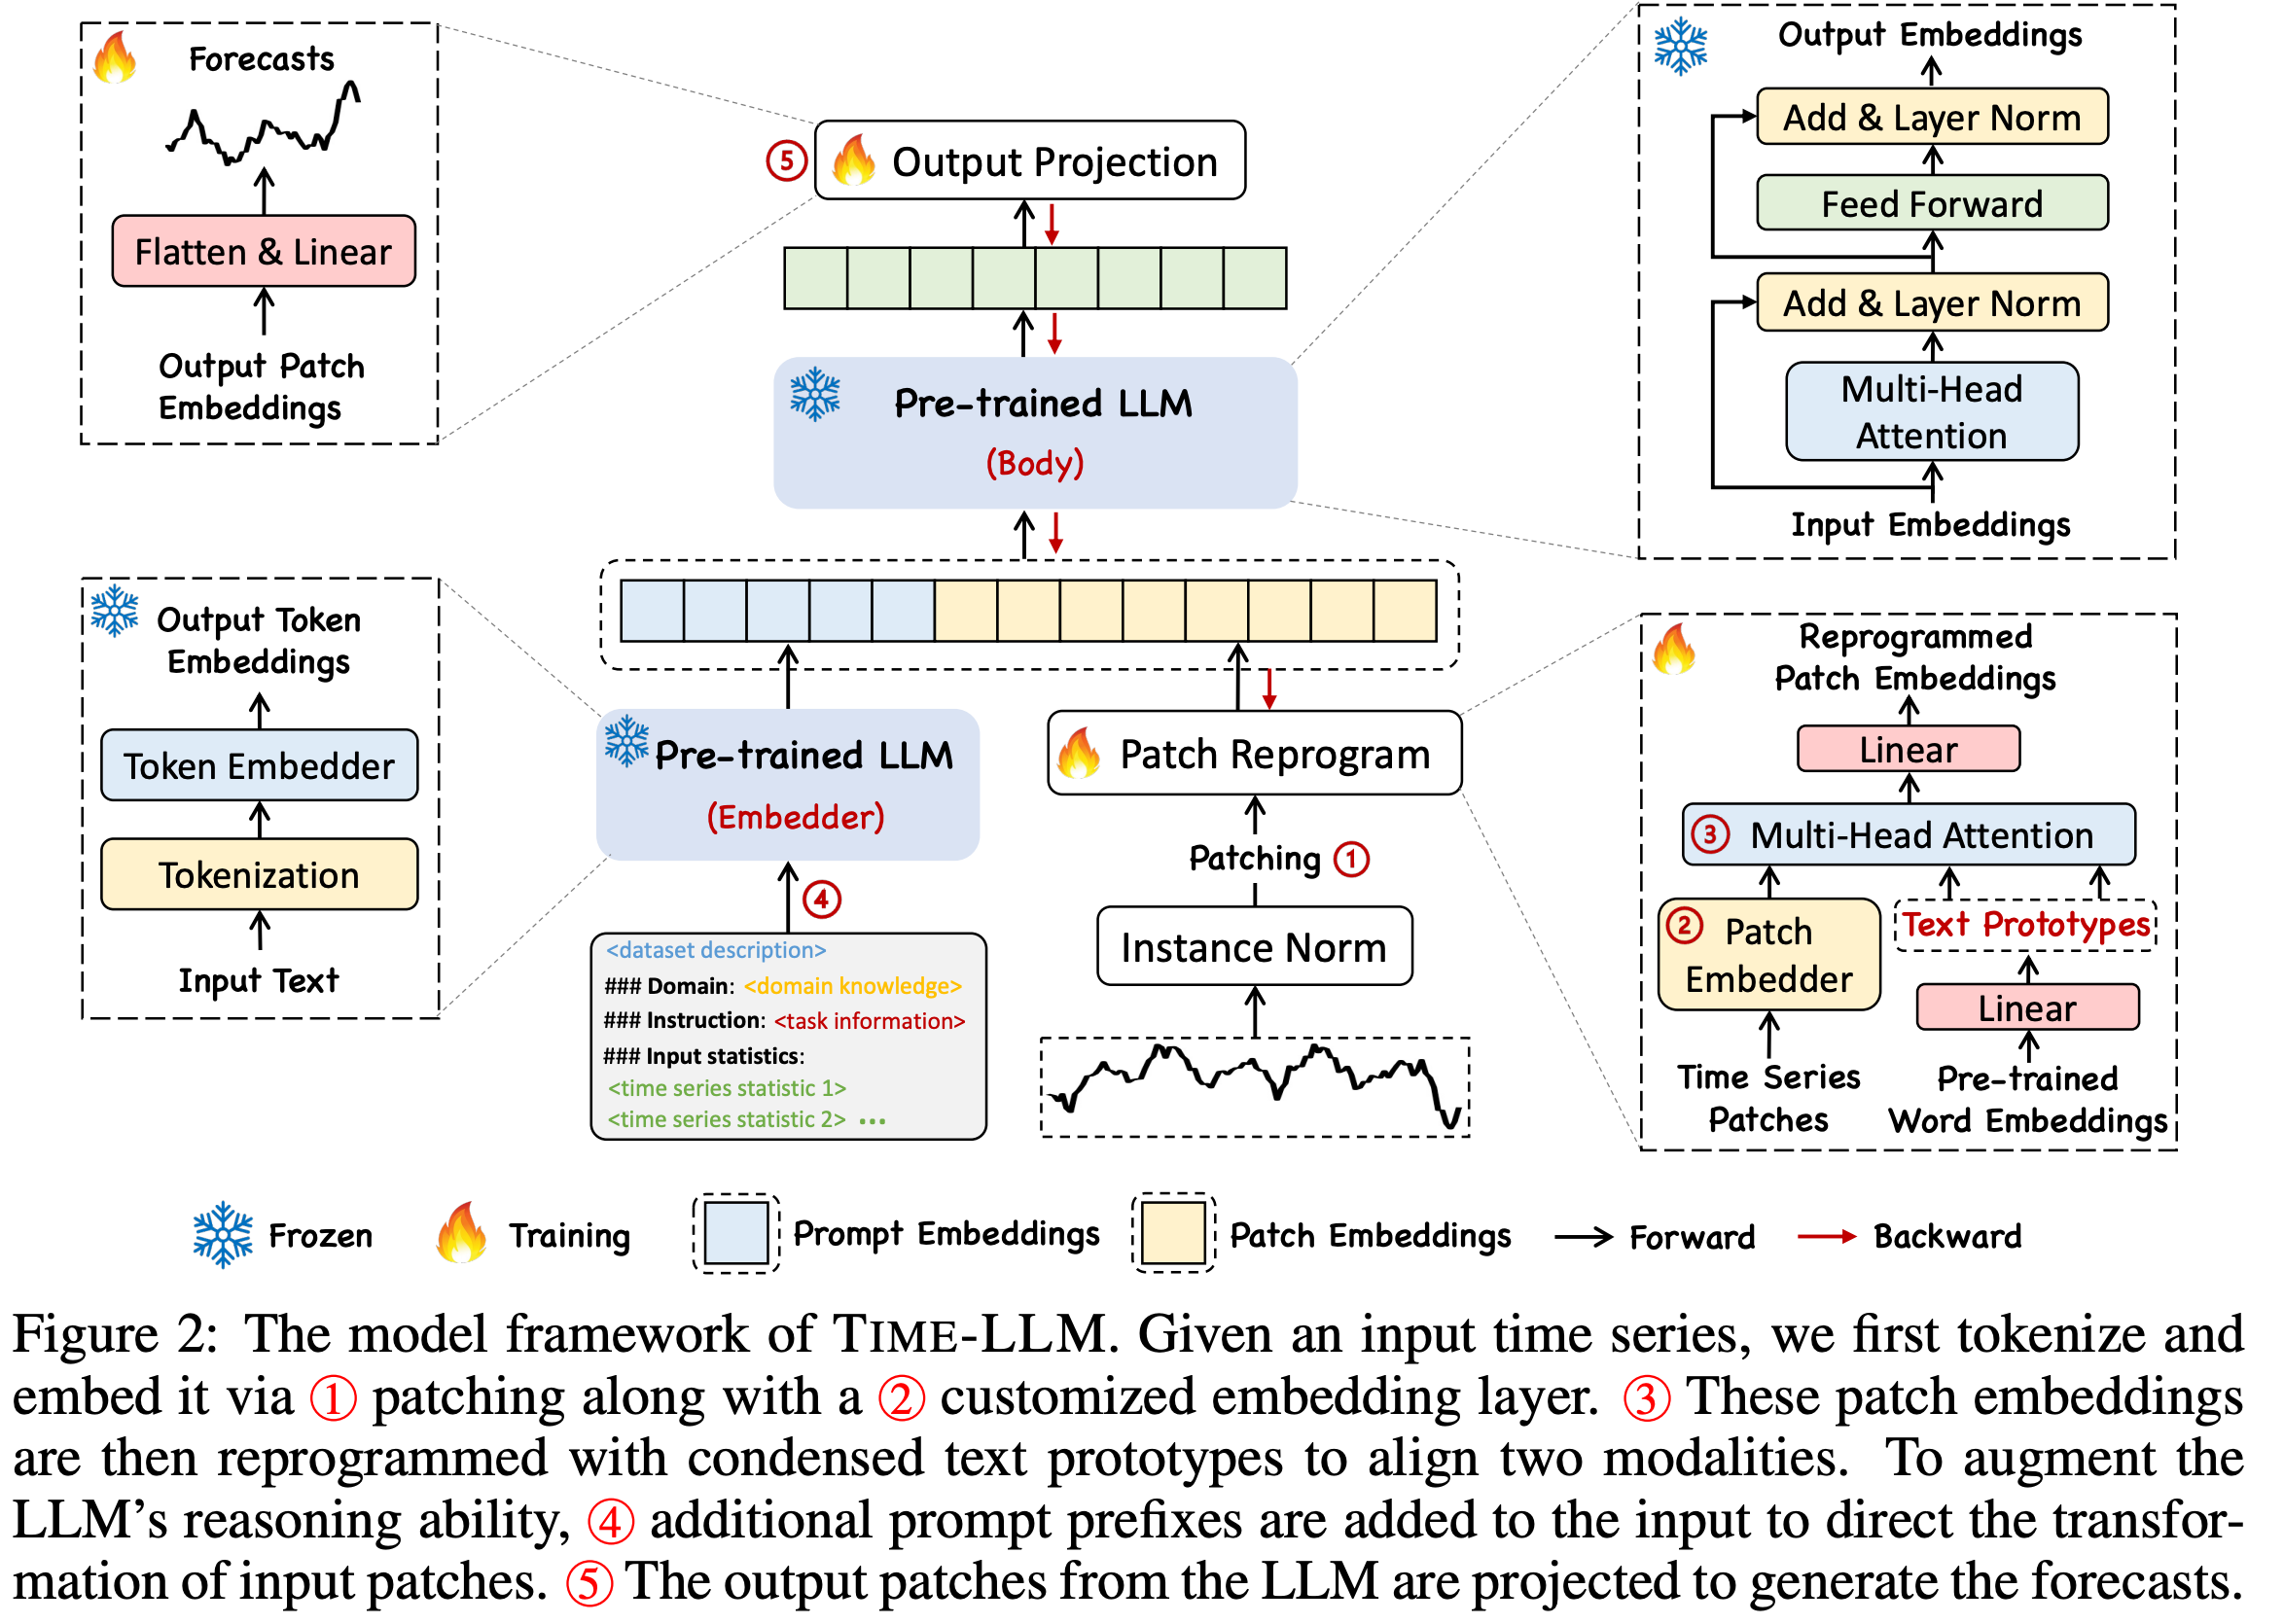 Forecasts
Flatten & Linear
Output Patch
Embeddings
⑤ Output Projection
Pre-trained LLM
(Body)
Output Embeddings
Add & Layer Norm
Feed Forward
Add & Layer Norm
Multi-Head
Attention
Input Embeddings
Output Token
Embeddings
Token Embedder
Tokenization
Input Text
Pre-trained LLM
(Embedder)
④
<dataset description>
### Domain: <domain knowledge>
### Instruction: <task information>
### Input statistics:
<time series statistic 1>
<time series statistic 2> ...
Patch Reprogram
Patching ①
Instance Norm
Reprogrammed
Patch Embeddings
Linear
③ Multi-Head Attention
② Patch
Embedder
Text Prototypes
Linear
Time Series
Patches
Pre-trained
Word Embeddings
Frozen
Training
Prompt Embeddings
Patch Embeddings
Forward
Backward
Figure 2: The model framework of TIME-LLM. Given an input time series, we first tokenize and
embed it via ① patching along with a ② customized embedding layer. ③ These patch embeddings
are then reprogrammed with condensed text prototypes to align two modalities. To augment the
LLM’s reasoning ability, ④ additional prompt prefixes are added to the input to direct the transfor-
mation of input patches. ⑤ The output patches from the LLM are projected to generate the forecasts.